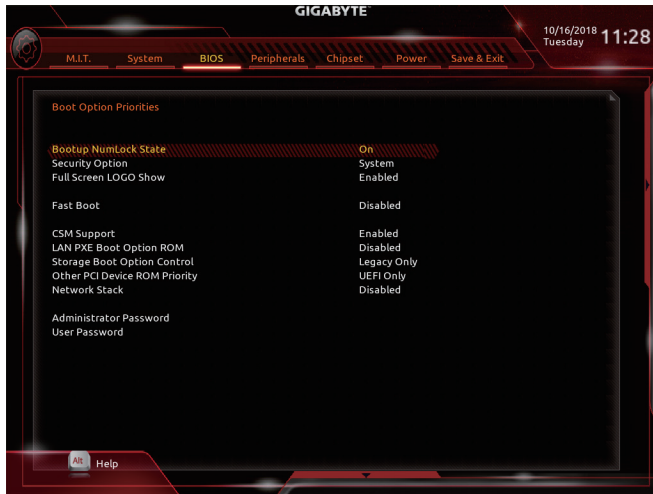 GIGABYTE
10/16/2018 Tuesday 11:28
M.I.T. System BIOS Peripherals Chipset Power Save & Exit
Boot Option Priorities
Bootup NumLock State On
Security Option System
Full Screen LOGO Show Enabled
Fast Boot Disabled
CSM Support Enabled
LAN PXE Boot Option ROM Disabled
Storage Boot Option Control Legacy Only
Other PCI Device ROM Priority UEFI Only
Network Stack Disabled
Administrator Password
User Password
Alt Help